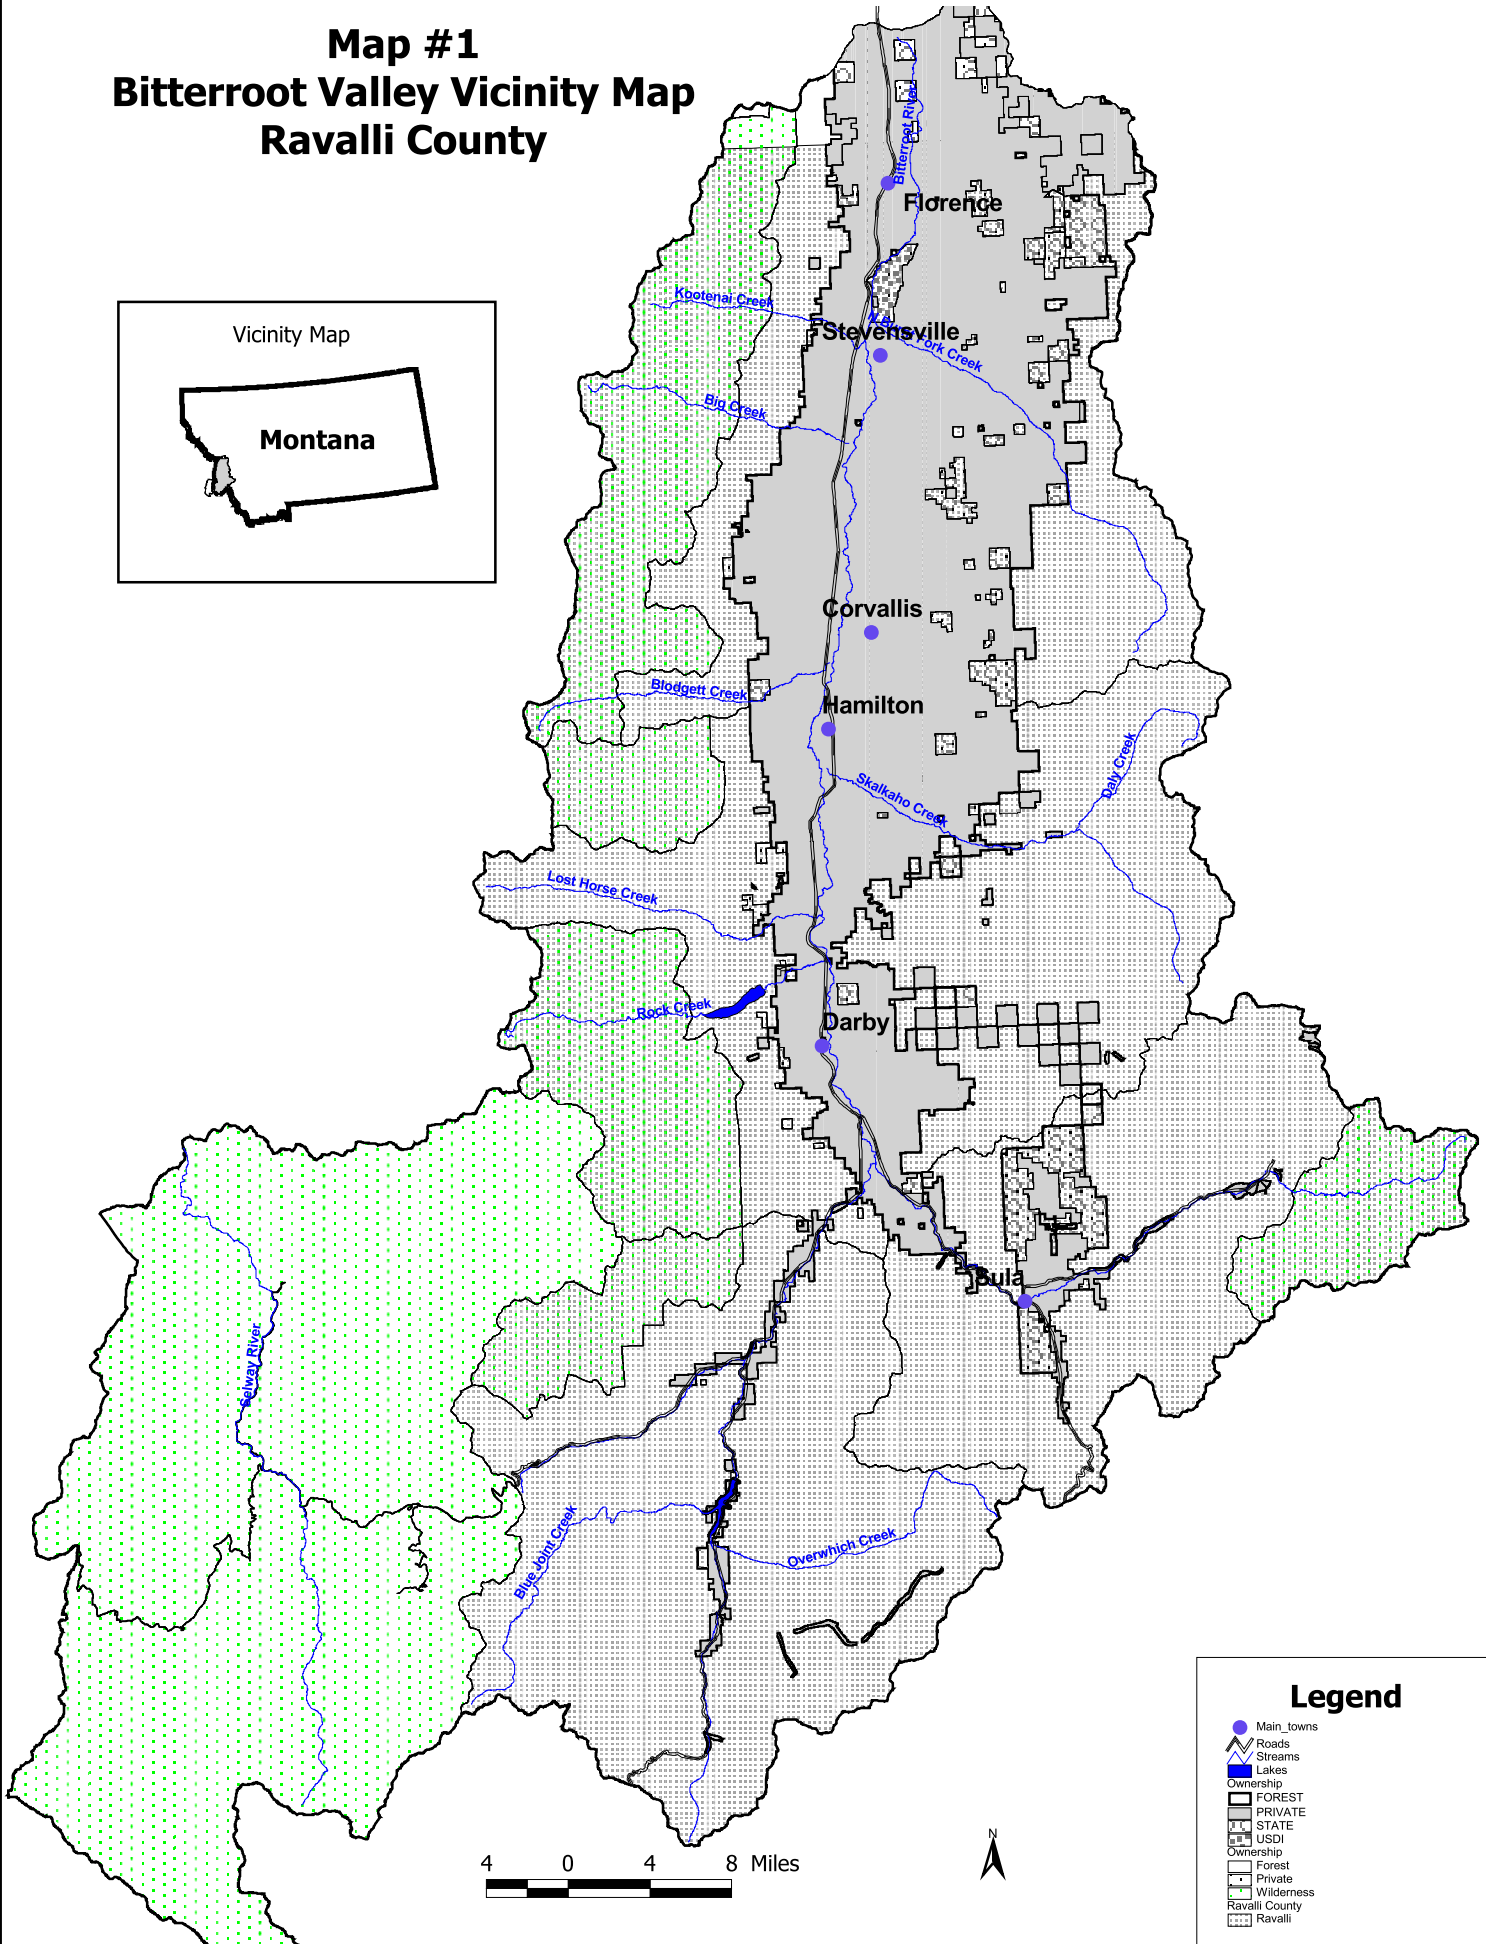 Map #1
Bitterroot Valley Vicinity Map
Ravalli County
Bitterroot River
Florence
Kootenai Creek
N Burnt Fork Creek
Stevensville
Vicinity Map
Montana
Big Creek
Corvallis
Blodgett Creek
Hamilton
Daly Creek
Skalkaho Creek
Lost Horse Creek
Rock Creek
Darby
Sula
Selway River
Blue Joint Creek
Overwhich Creek
Legend
Main_towns
Roads
Streams
Lakes
Ownership
FOREST
PRIVATE
STATE
USDI
Ownership
Forest
Private
Wilderness
Ravalli County
Ravalli
N
4 0 4 8 Miles